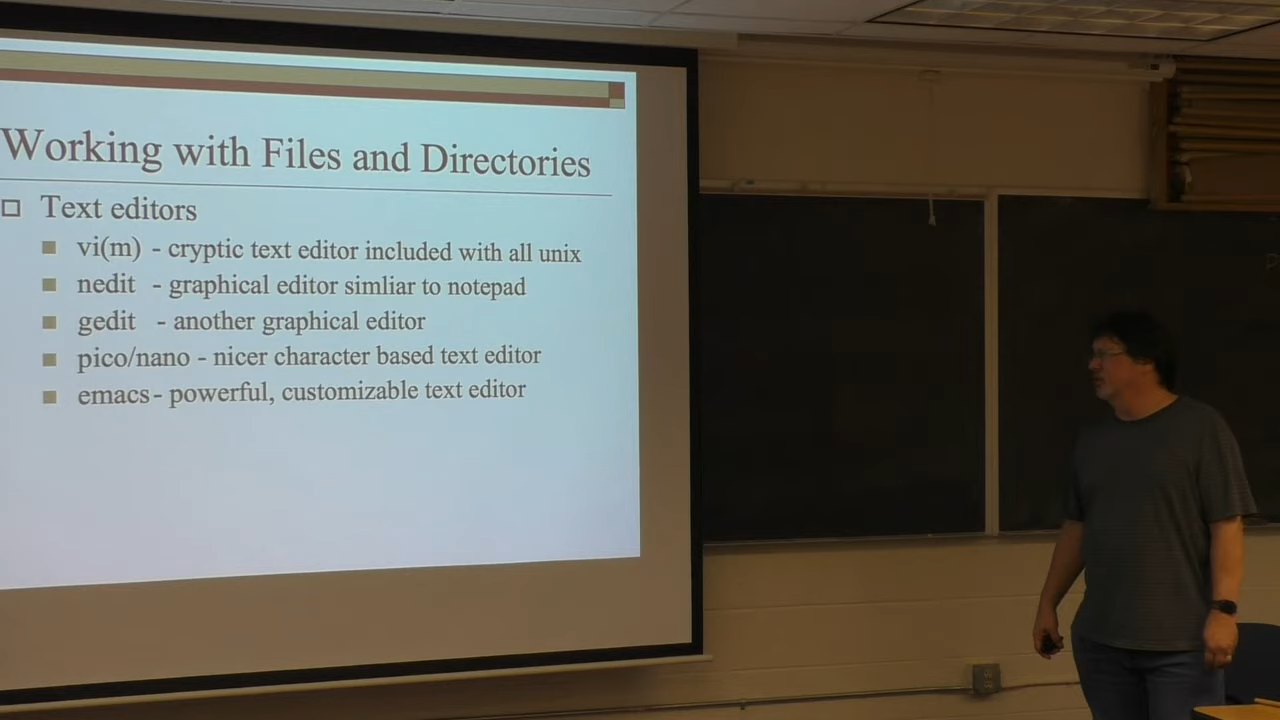 Working with Files and Directories
Text editors
vi(m) - cryptic text editor included with all unix
nedit - graphical editor simliar to notepad
gedit - another graphical editor
pico/nano - nicer character based text editor
emacs - powerful, customizable text editor